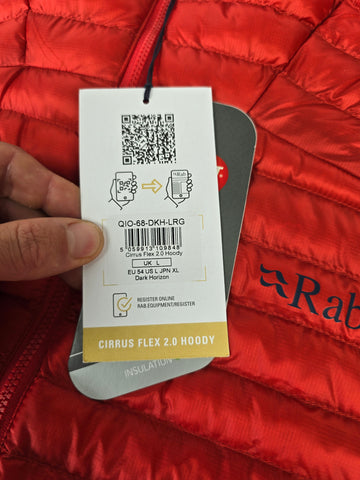 QIO-68-DKH-LRG
5 059913 109848
Cirrus Flex 2.0 Hoody
UK L
EU 54 US L JPN XL
Dark Horizon
REGISTER ONLINE
RAB.EQUIPMENT/REGISTER
CIRRUS FLEX 2.0 HOODY
INSULATION
Rab